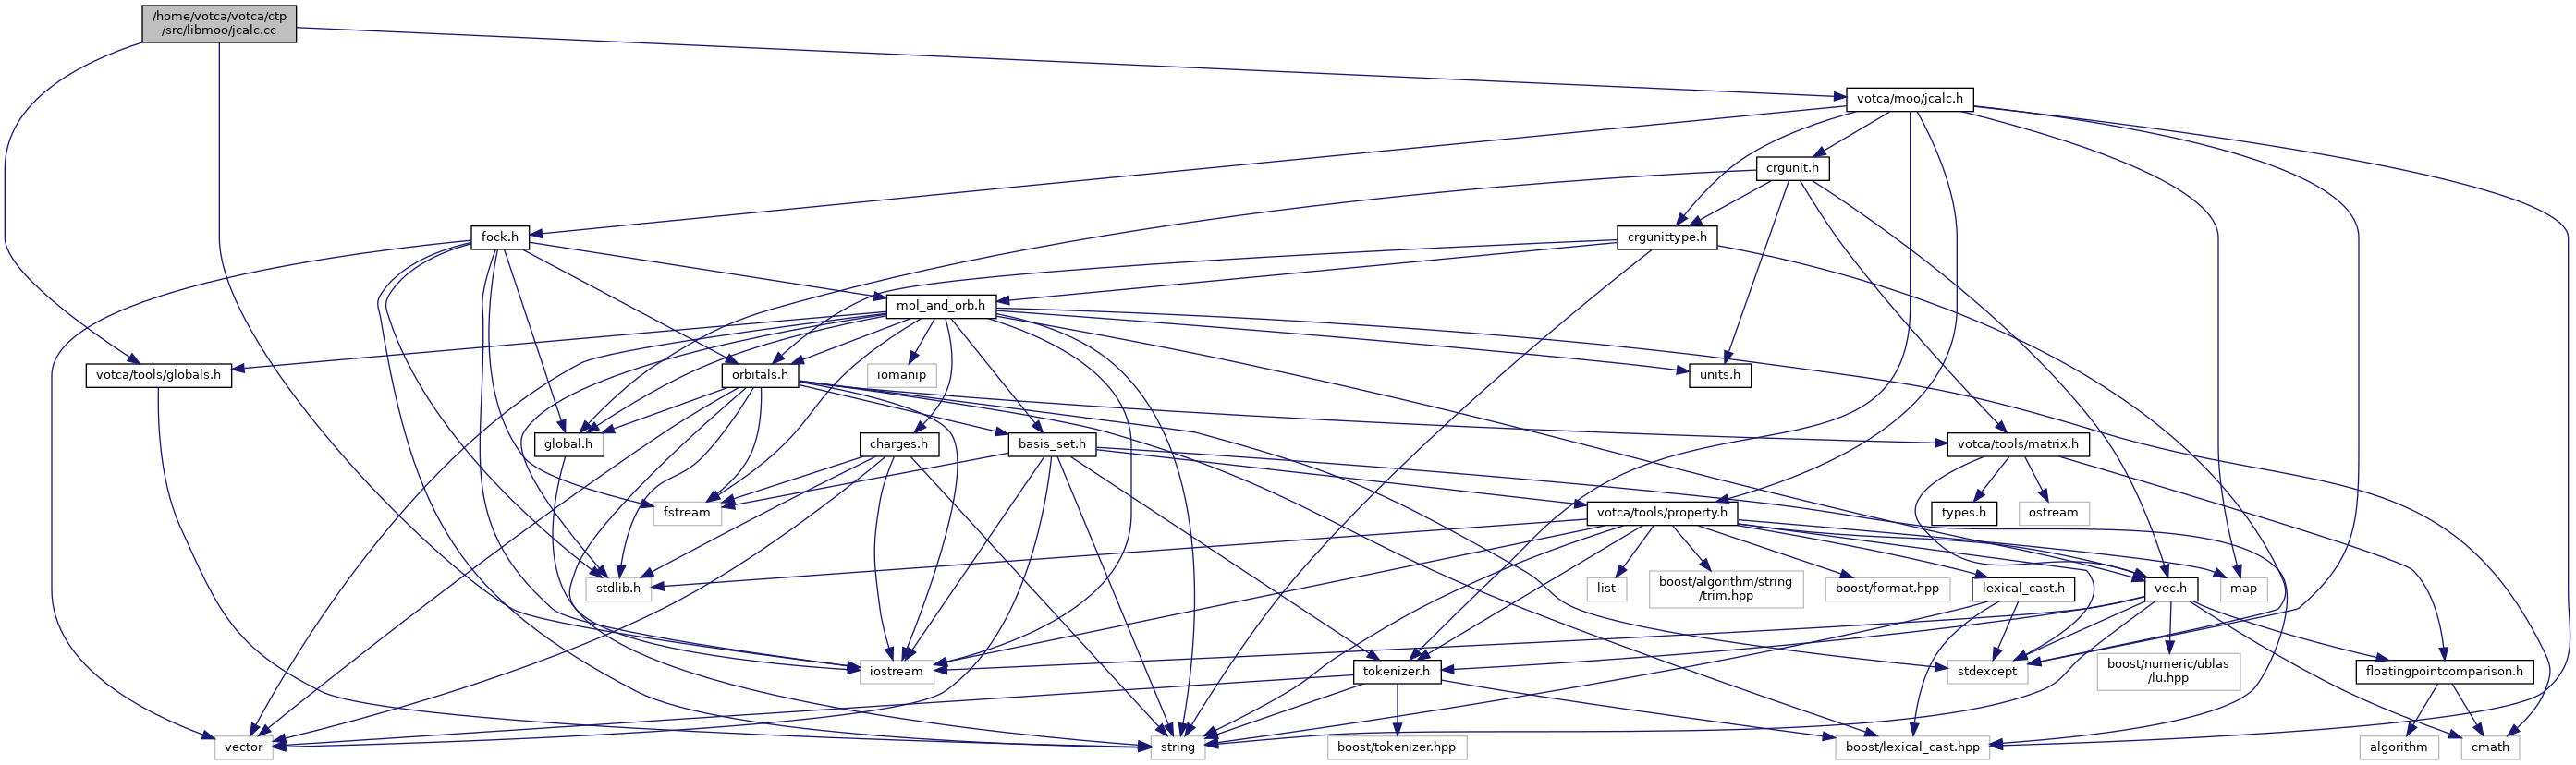 /home/votca/votca/ctp
/src/libmoo/jcalc.cc
votca/moo/jcalc.h
crgunit.h
fock.h
crgunittype.h
mol_and_orb.h
votca/tools/globals.h
orbitals.h
iomanip
units.h
global.h
charges.h
basis_set.h
votca/tools/matrix.h
fstream
votca/tools/property.h
types.h
ostream
stdlib.h
list
boost/algorithm/string
/trim.hpp
boost/format.hpp
lexical_cast.h
vec.h
map
iostream
tokenizer.h
stdexcept
boost/numeric/ublas
/lu.hpp
floatingpointcomparison.h
vector
string
boost/tokenizer.hpp
boost/lexical_cast.hpp
algorithm
cmath